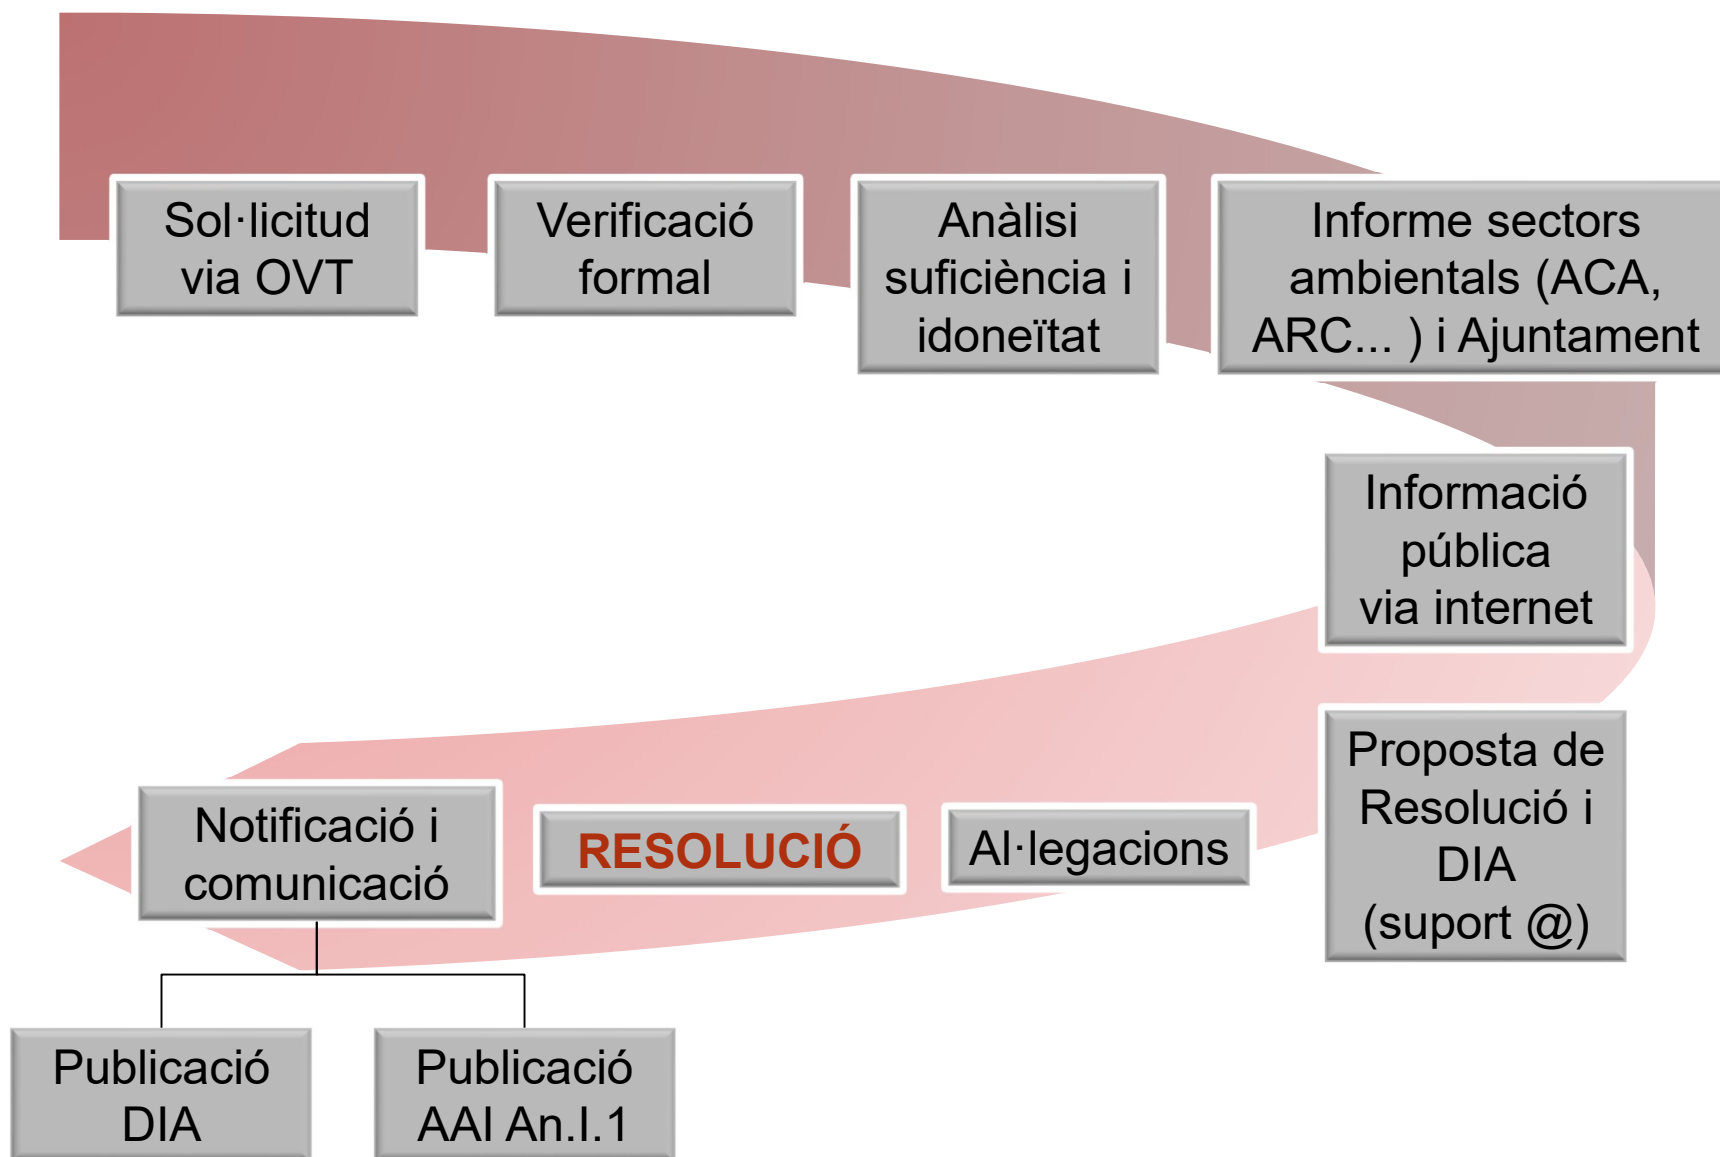 Sol·licitud
via OVT
Verificació
formal
Anàlisi
suficiència i
idoneïtat
Informe sectors
ambientals (ACA,
ARC... ) i Ajuntament
Informació
pública
via internet
Proposta de
Resolució i
DIA
(suport @)
Al·legacions
RESOLUCIÓ
Notificació i
comunicació
Publicació
DIA
Publicació
AAI An.I.1